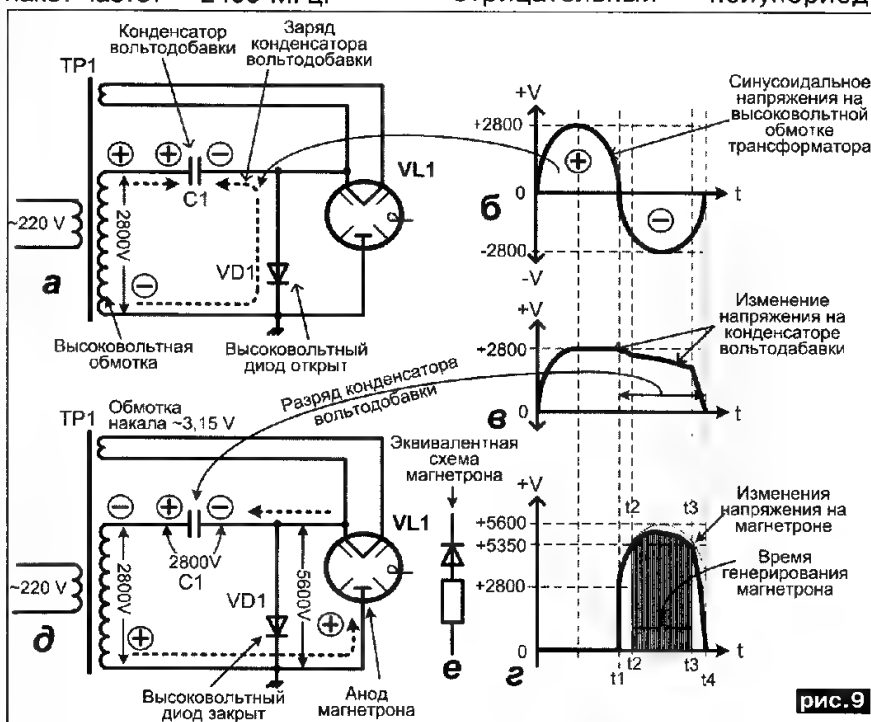 Конденсатор
вольтодобавки
Заряд
конденсатора
вольтодобавки
ТР1
C1
VL1
~220 V
2800V
VD1
а
Высоковольтная
обмотка
Высоковольтный
диод открыт
+V
+2800
0
-2800
-V
t
б
Синусоидальное
напряжения на
высоковольтной
обмотке
трансформатора
Изменение
напряжения на
конденсаторе
вольтодабавки
+V
+2800
0
t
в
Разряд конденсатора
вольтодобавки
ТР1
Обмотка
накала ~3,15 V
2800V
C1
VL1
~220 V
2800V
VD1
5600V
д
Высоковольтный
диод закрыт
Анод
магнетрона
Эквивалентная
схема
магнетрона
е
+V
+5600
+5350
+2800
0
t2
t3
t
t1
t2
t3
t4
г
Изменения
напряжения на
магнетроне
Время
генерирования
магнетрона
рис.9